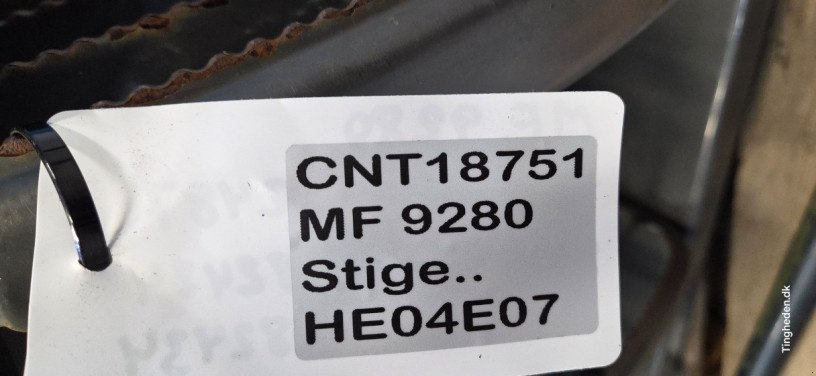 CNT18751
MF 9280
Stige..
HE04E07
Tingheden.dk